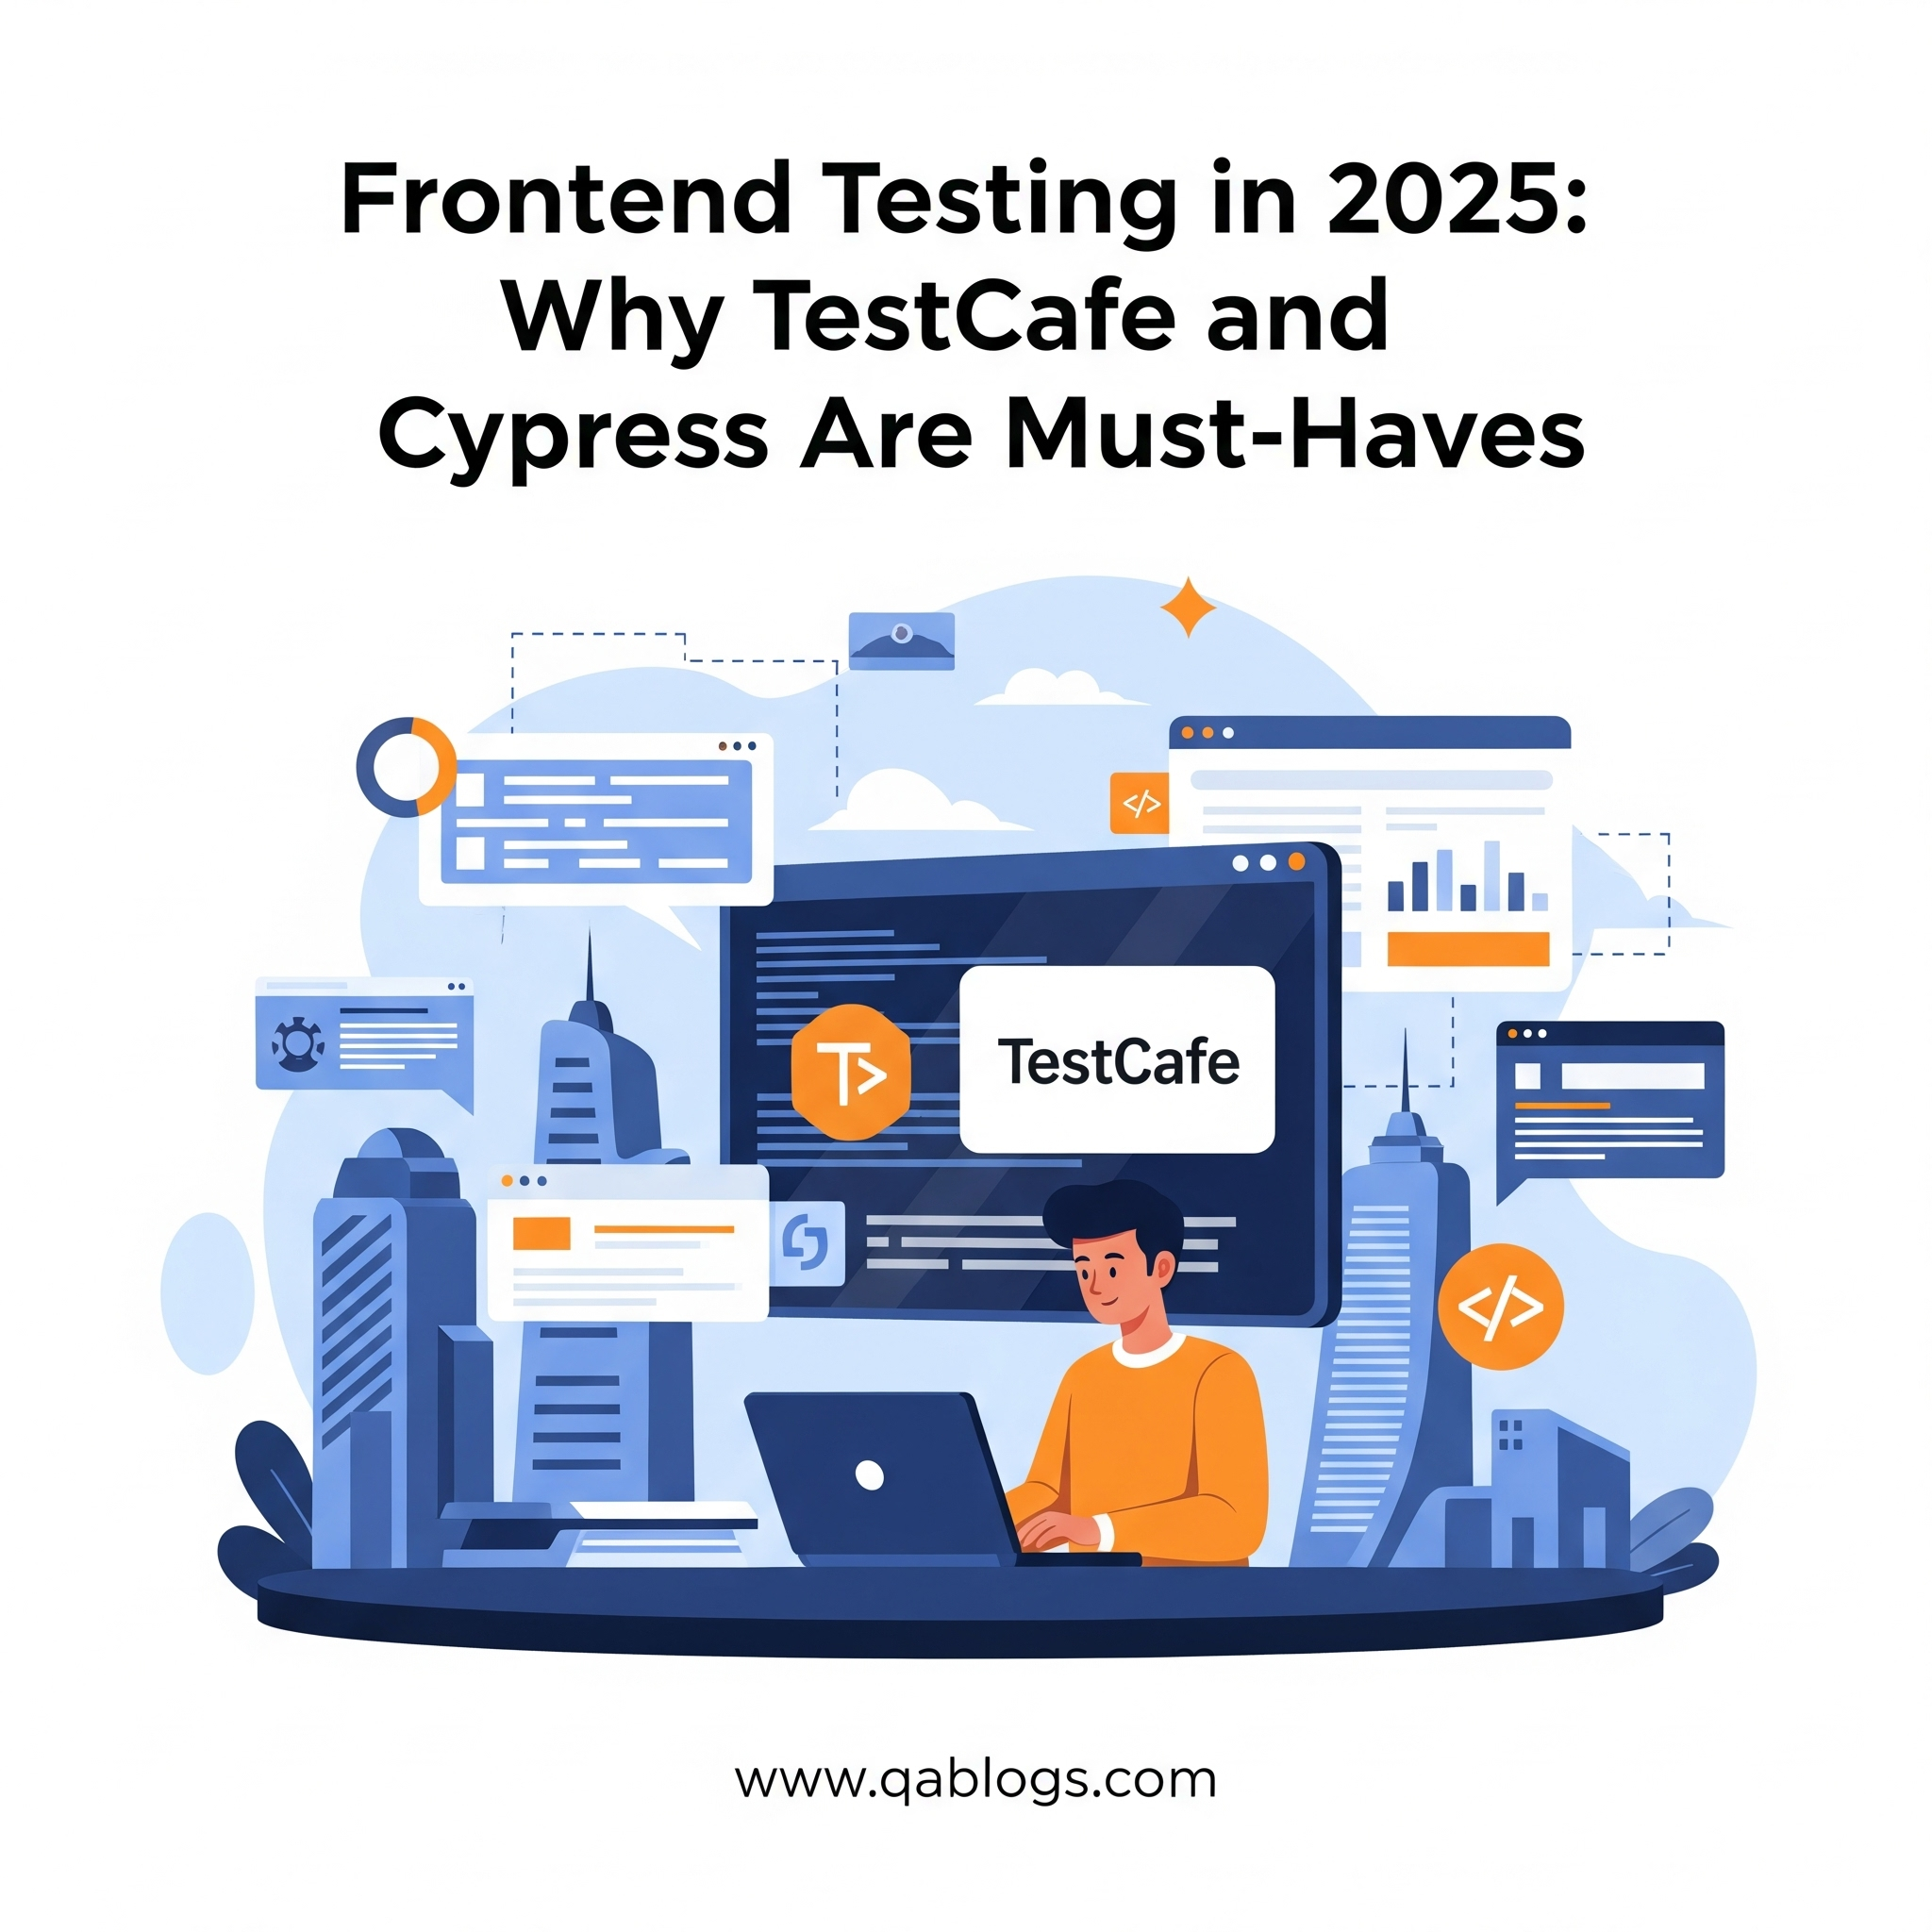 Frontend Testing in 2025:
Why TestCafe and
Cypress Are Must-Haves
</>
T>
TestCafe
</>
www.qablogs.com